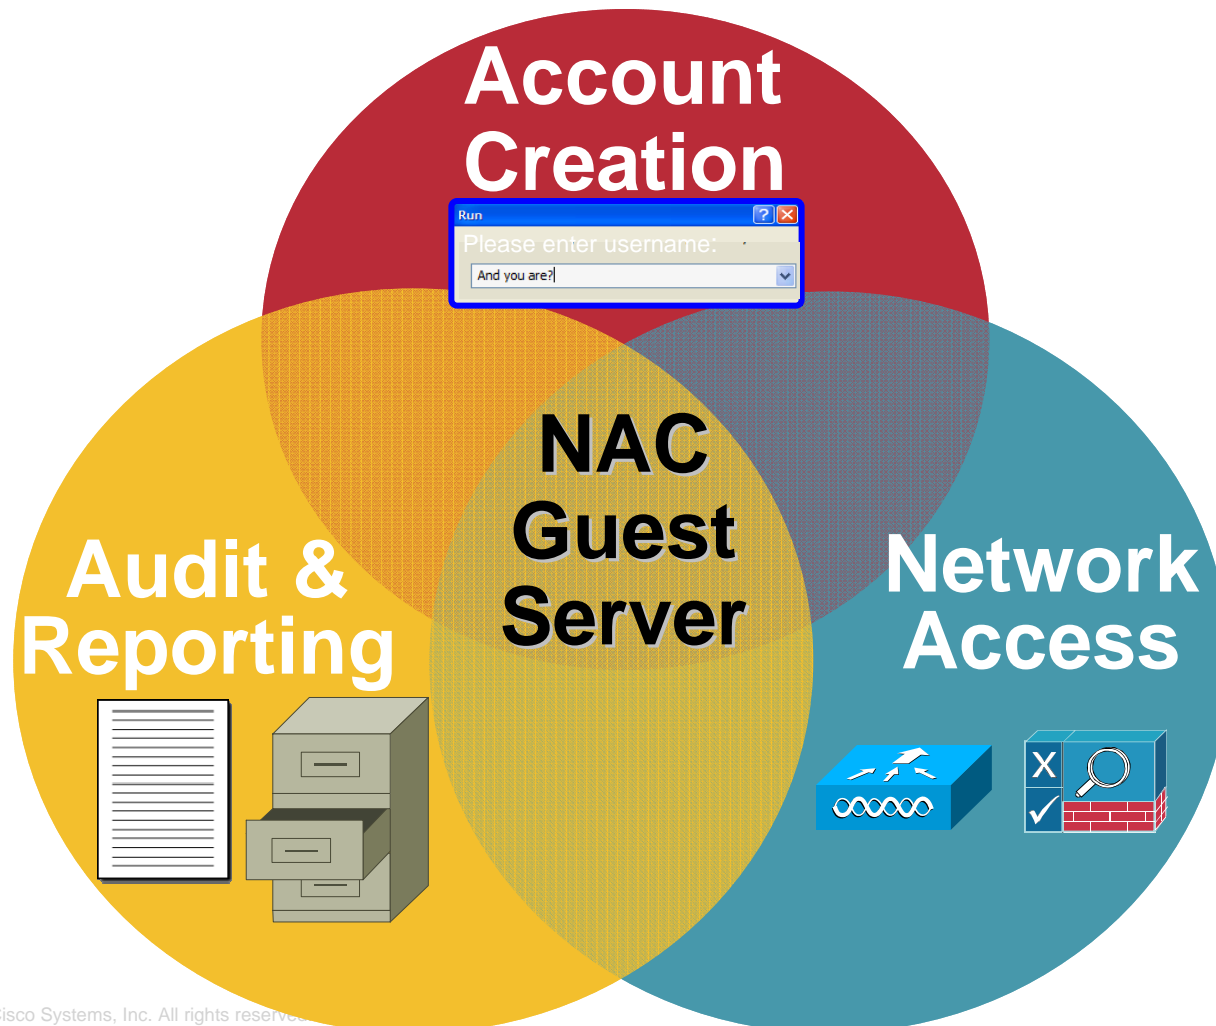 Account
Creation
Run
Please enter username:
And you are?
NAC
Guest
Server
Audit &
Reporting
Network
Access
X
Systems, Inc. All rights